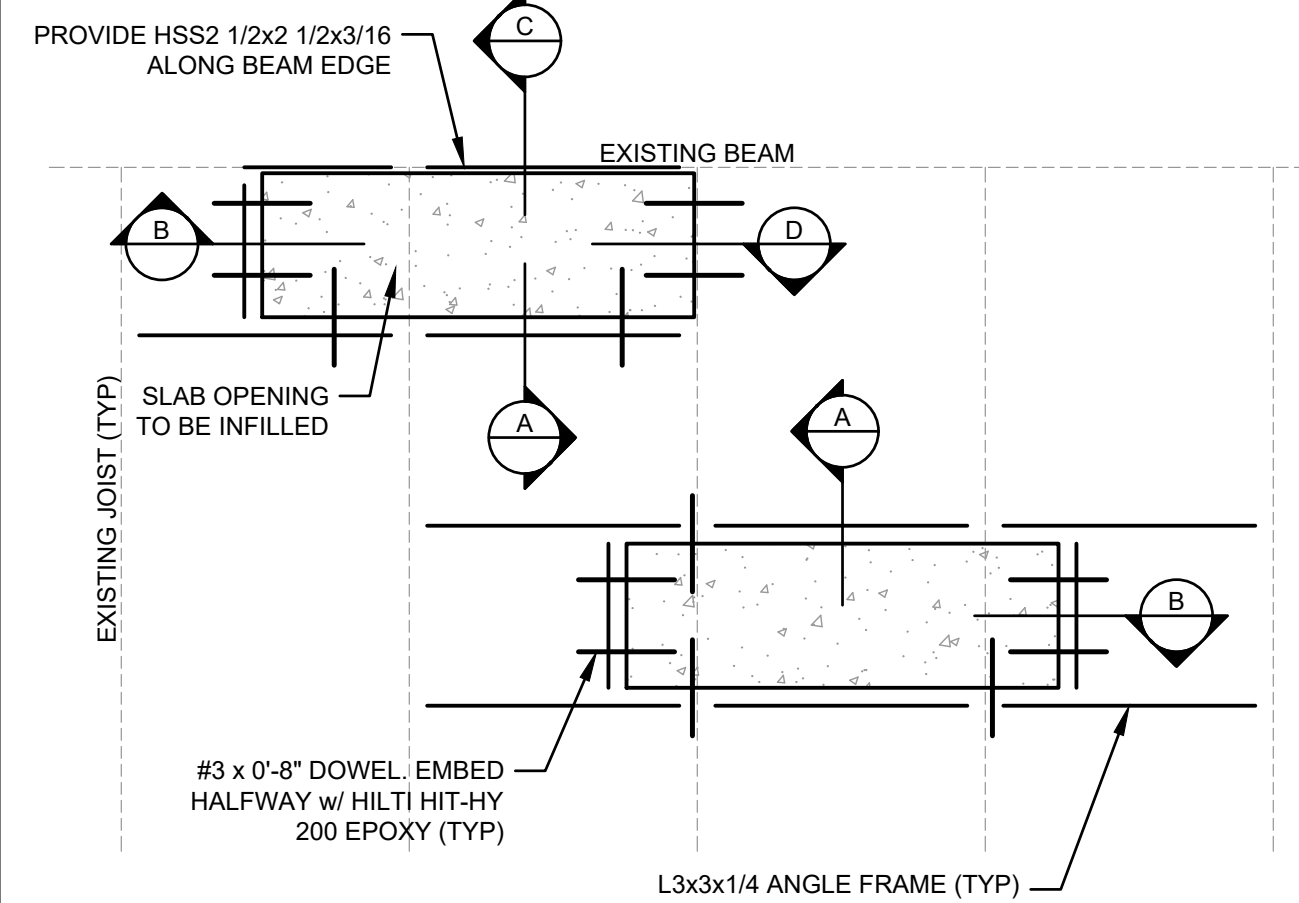 PROVIDE HSS2 1/2x2 1/2x3/16
ALONG BEAM EDGE
C
EXISTING BEAM
B
D
SLAB OPENING
TO BE INFILLED
EXISTING JOIST (TYP)
A
A
B
#3 x 0'-8" DOWEL. EMBED
HALFWAY w/ HILTI HIT-HY
200 EPOXY (TYP)
L3x3x1/4 ANGLE FRAME (TYP)